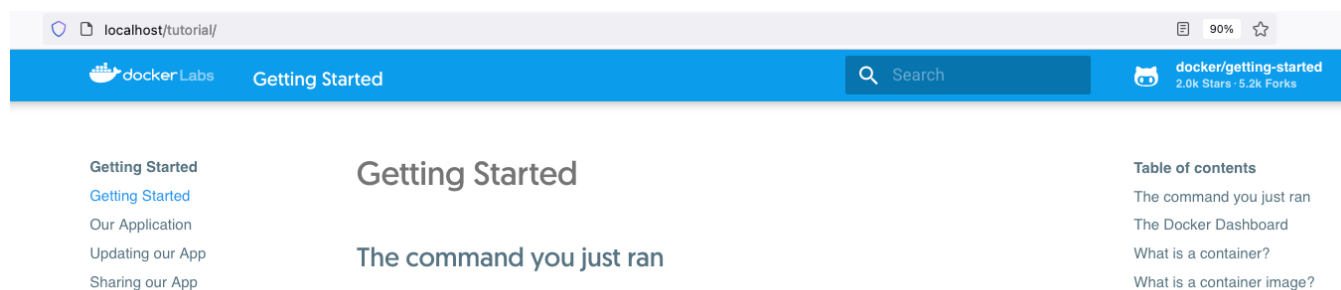 localhost/tutorial/
90%
dockerLabs
Getting Started
Search
docker/getting-started
2.0k Stars · 5.2k Forks
Getting Started
Getting Started
Our Application
Updating our App
Sharing our App
Getting Started
The command you just ran
Table of contents
The command you just ran
The Docker Dashboard
What is a container?
What is a container image?